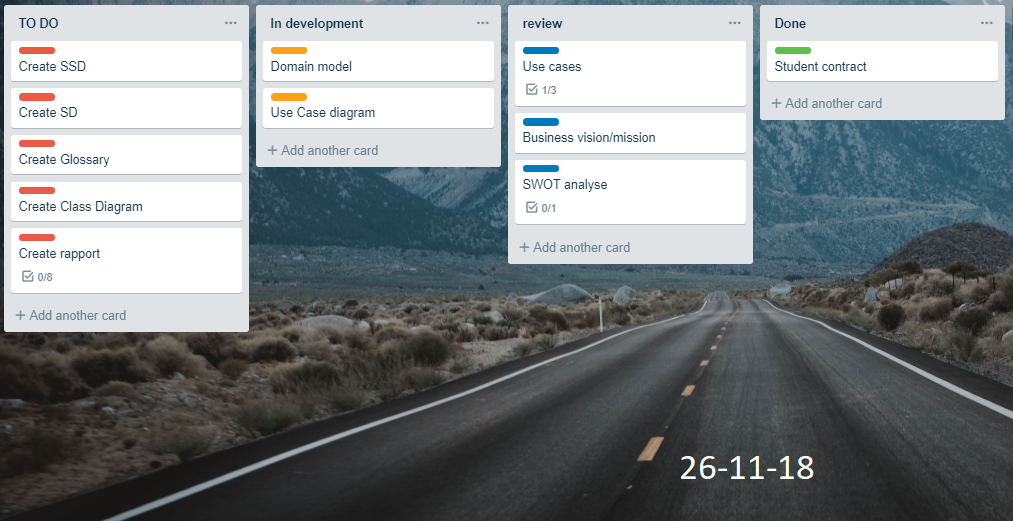 TO DO
Create SSD
Create SD
Create Glossary
Create Class Diagram
Create rapport
0/8
+ Add another card
In development
Domain model
Use Case diagram
+ Add another card
review
Use cases
1/3
Business vision/mission
SWOT analyse
0/1
+ Add another card
Done
Student contract
+ Add another card
26-11-18